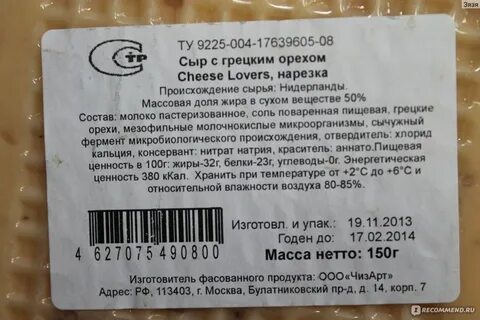 Зязя
СТР
ТУ 9225-004-17639605-08
Сыр с грецким орехом
Cheese Lovers, нарезка
Происхождение сырья: Нидерланды.
Массовая доля жира в сухом веществе 50%
Состав: молоко пастеризованное, соль поваренная пищевая, грецкие
орехи, мезофильные молочнокислые микроорганизмы, сычужный
фермент микробиологического происхождения, отвердитель: хлорид
кальция, консервант: нитрат натрия, краситель: аннато.Пищевая
ценность в 100г: жиры-32г, белки-23г, углеводы-0г. Энергетическая
ценность 380 кКал. Хранить при температуре от +2°C до +6°C и
относительной влажности воздуха 80-85%.
Изготовл. и упак.: 19.11.2013
Годен до: 17.02.2014
Масса нетто: 150г
4 627075 490800
Изготовитель фасованного продукта: ООО«ЧизАрт»
Адрес: РФ, 113403, г. Москва, Булатниковский пр-д, д. 14, корп. 7
IRECOMMEND.RU